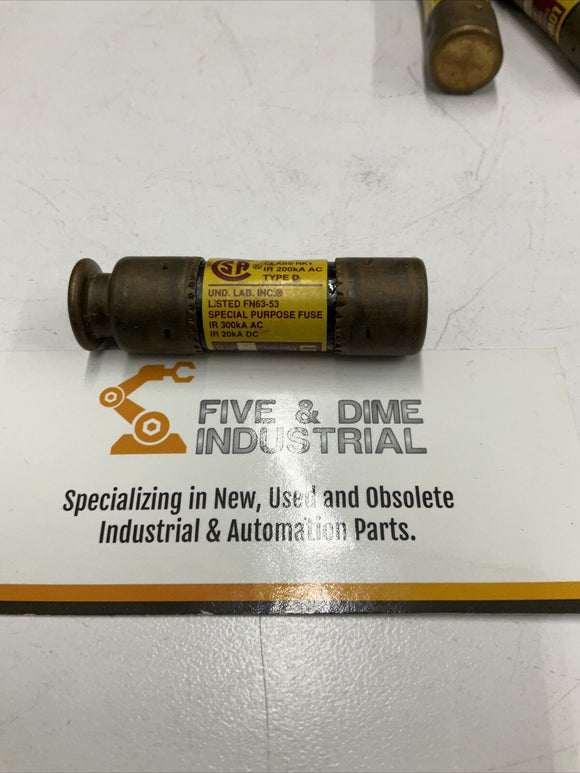 SA ® CLASS RK1
IR 200kA AC
TYPE D
UND. LAB. INC.®
LISTED FN63-53
SPECIAL PURPOSE FUSE
IR 300kA AC
IR 20kA DC
FIVE & DIME
INDUSTRIAL
Specializing in New, Used and Obsolete
Industrial & Automation Parts.